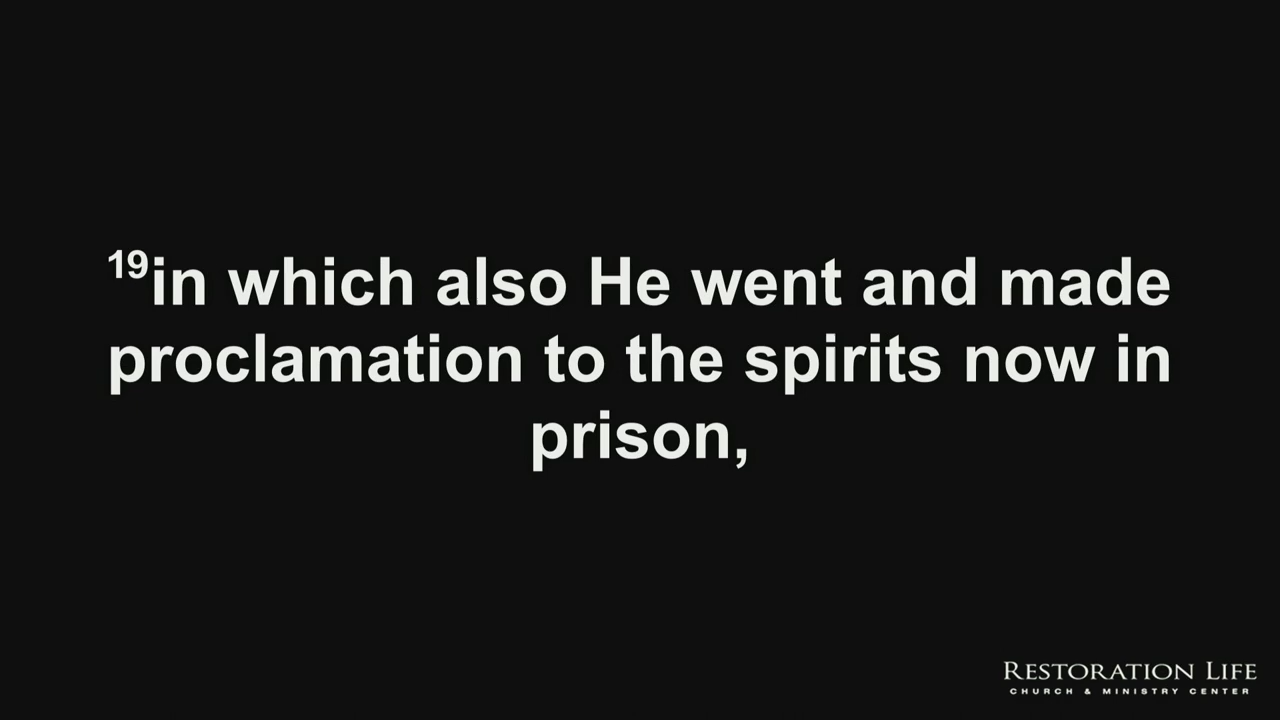 19in which also He went and made
proclamation to the spirits now in
prison,
RESTORATION LIFE
CHURCH & MINISTRY CENTER